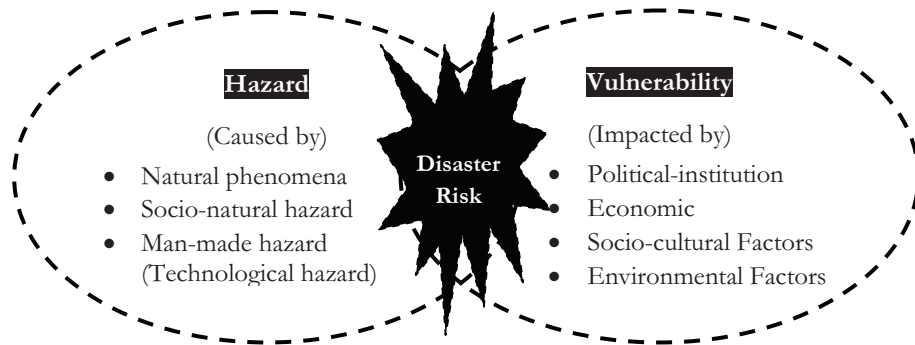 Hazard
(Caused by)
• Natural phenomena
• Socio-natural hazard
• Man-made hazard
(Technological hazard)
Disaster
Risk
Vulnerability
(Impacted by)
• Political-institution
• Economic
• Socio-cultural Factors
• Environmental Factors